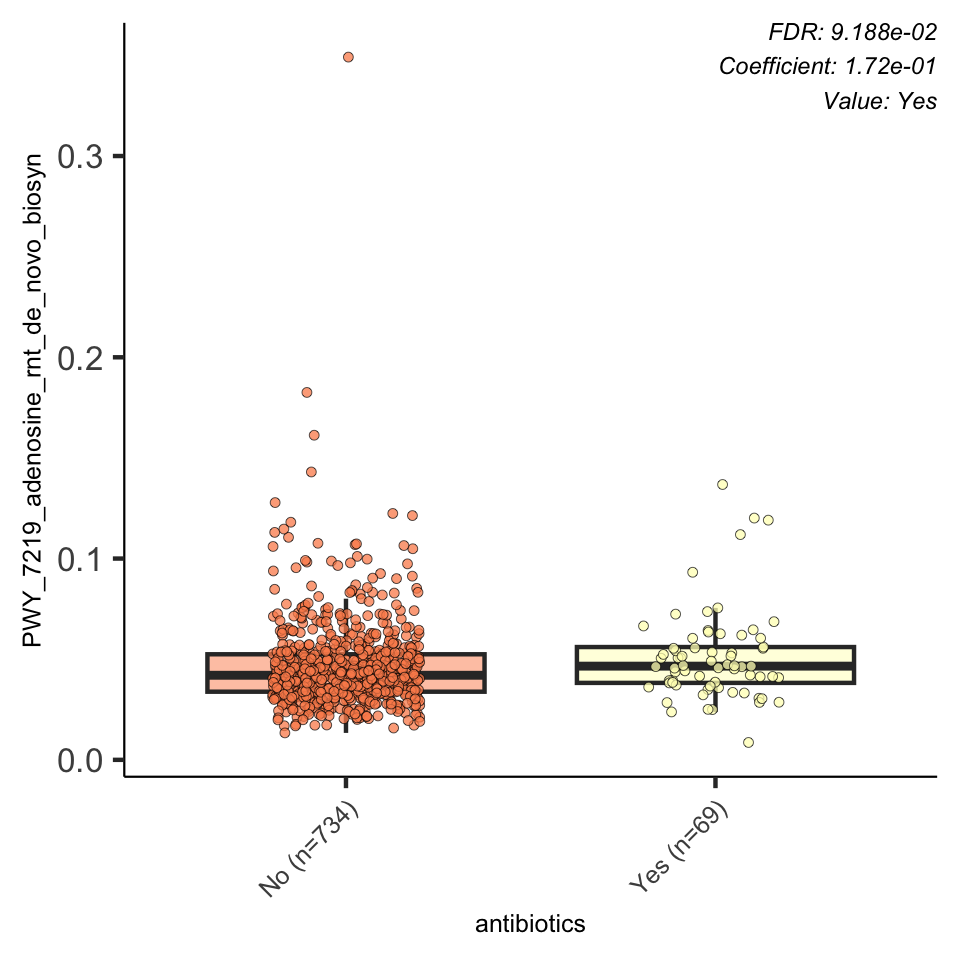 FDR: 9.188e-02
Coefficient: 1.72e-01
Value: Yes
PWY_7219_adenosine_rnt_de_novo_biosyn
0.3
0.2
0.1
0.0
No (n=734)
Yes (n=69)
antibiotics